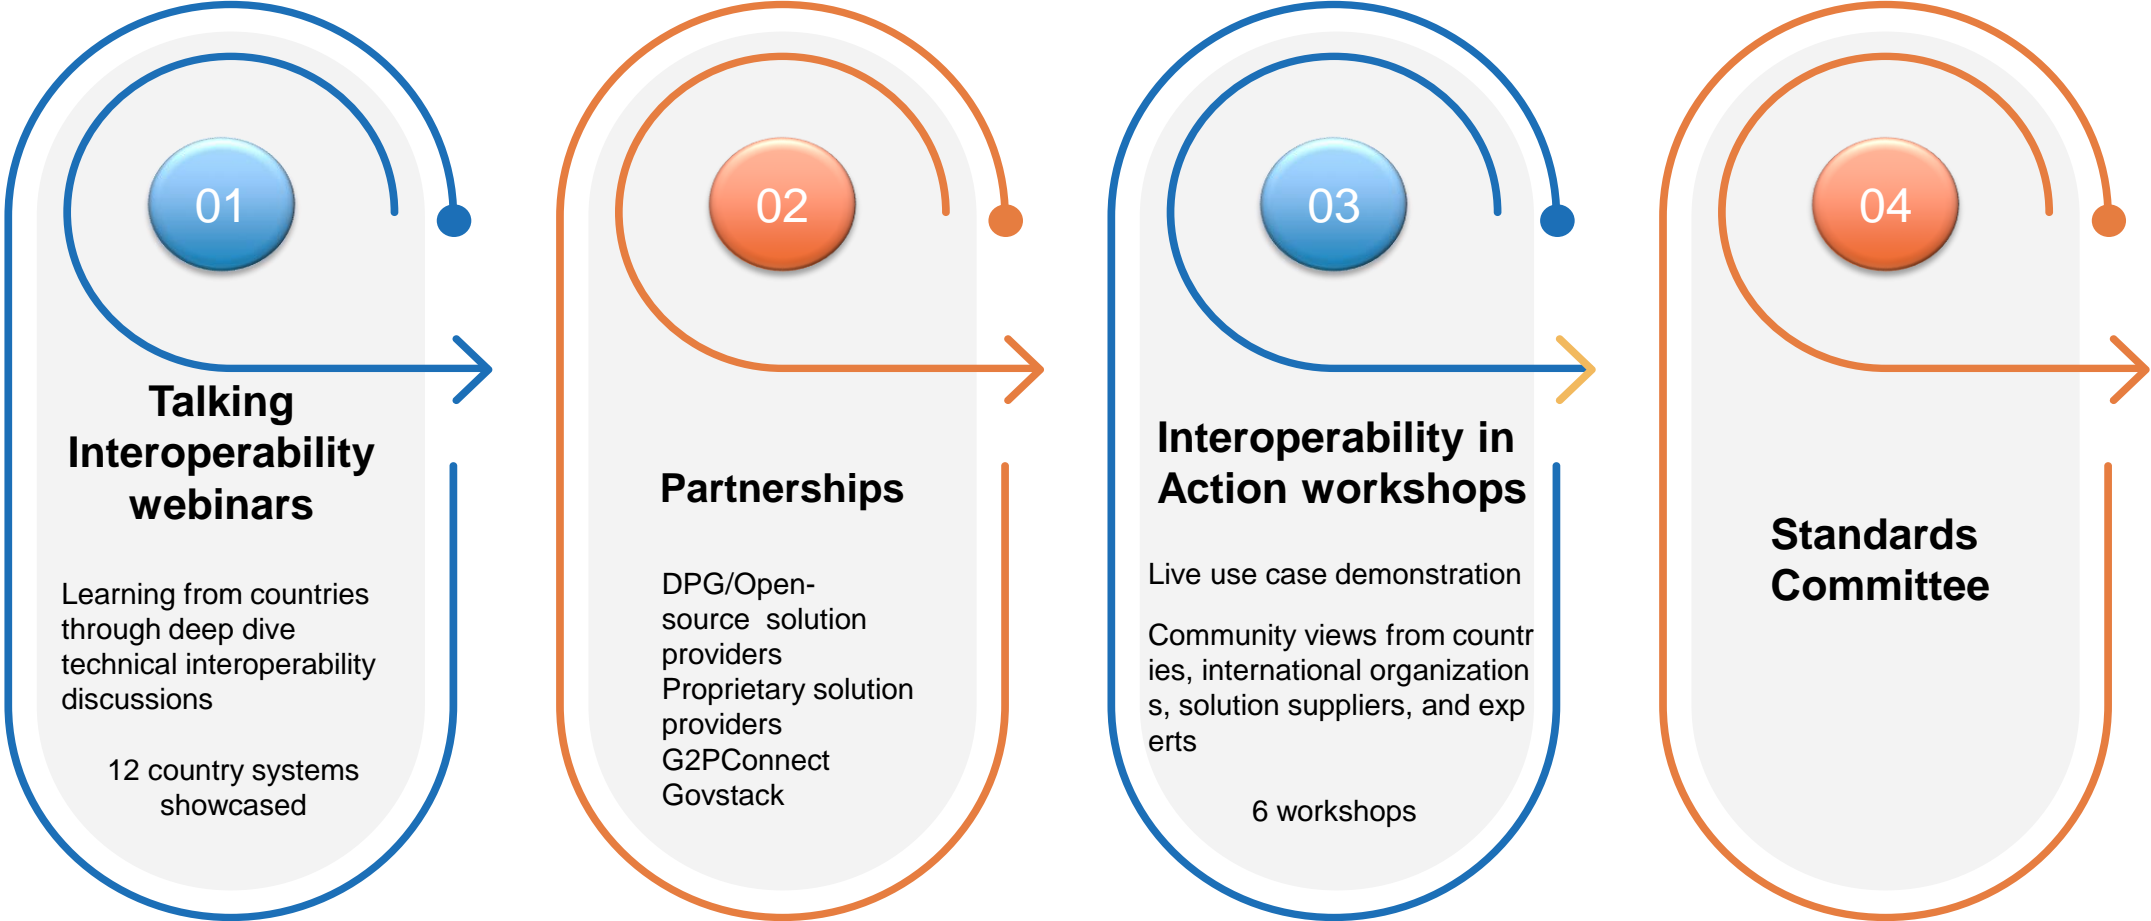 01
Talking
Interoperability
webinars
Learning from countries
through deep dive
technical interoperability
discussions
12 country systems
showcased
02
Partnerships
DPG/Open-
source  solution
providers
Proprietary solution
providers
G2PConnect
Govstack
03
Interoperability in
Action workshops
Live use case demonstration
Community views from countr
ies, international organization
s, solution suppliers, and exp
erts
6 workshops
04
Standards
Committee